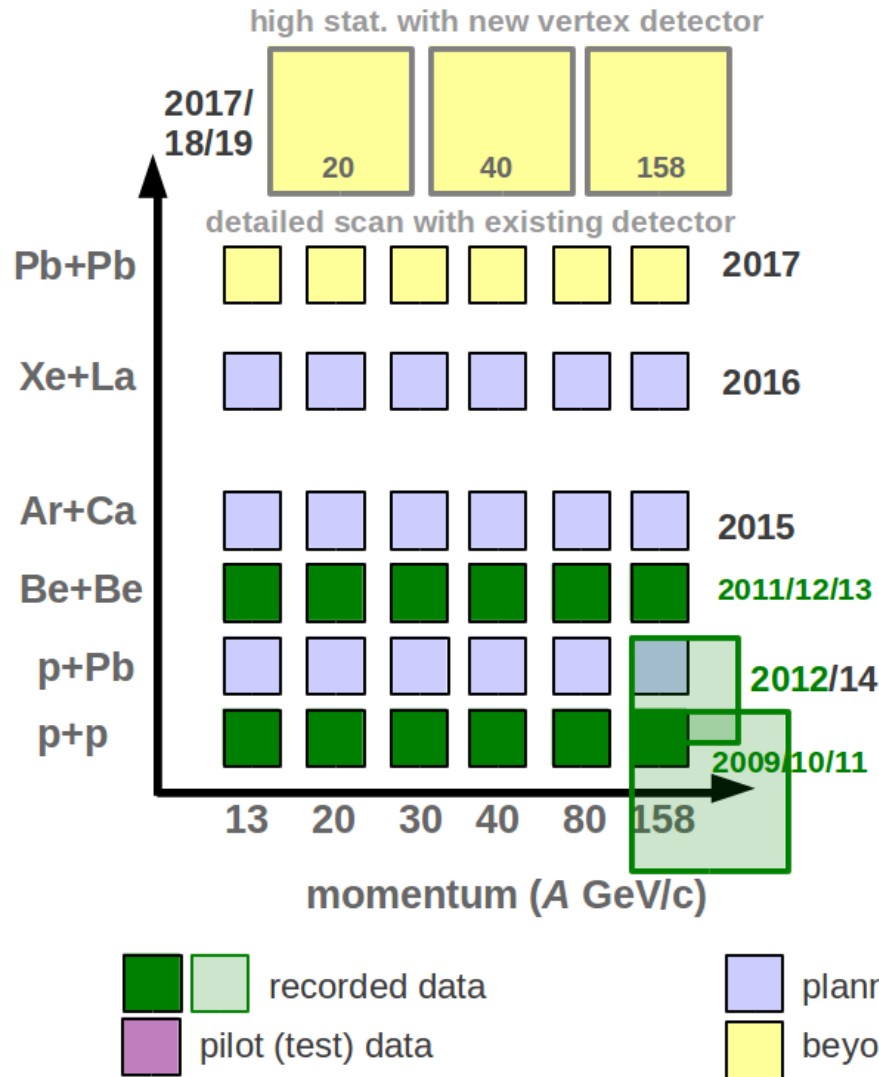 high stat. with new vertex detector
2017/
18/19
20 40 158
detailed scan with existing detector
Pb+Pb 2017
Xe+La 2016
Ar+Ca 2015
Be+Be 2011/12/13
p+Pb 2012/14
p+p 2009/10/11
13 20 30 40 80 158
momentum (A GeV/c)
recorded data plann
pilot (test) data beyo